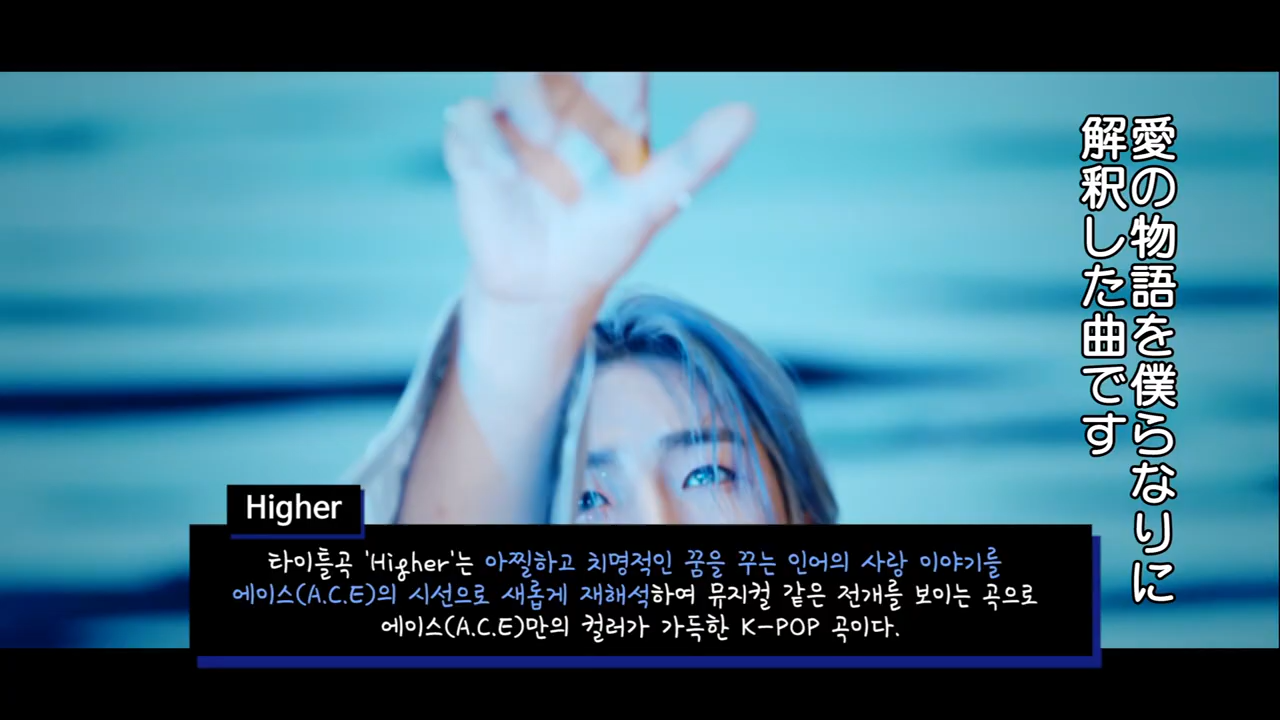 愛の物語を僕らなりに
解釈した曲です
Higher
타이틀곡 'Higher'는 아찔하고 치명적인 꿈을 꾸는 인어의 사랑 이야기를
에이스(A.C.E)의 시선으로 새롭게 재해석하여 뮤지컬 같은 전개를 보이는 곡으로
에이스(A.C.E)만의 컬러가 가득한 K-POP 곡이다.